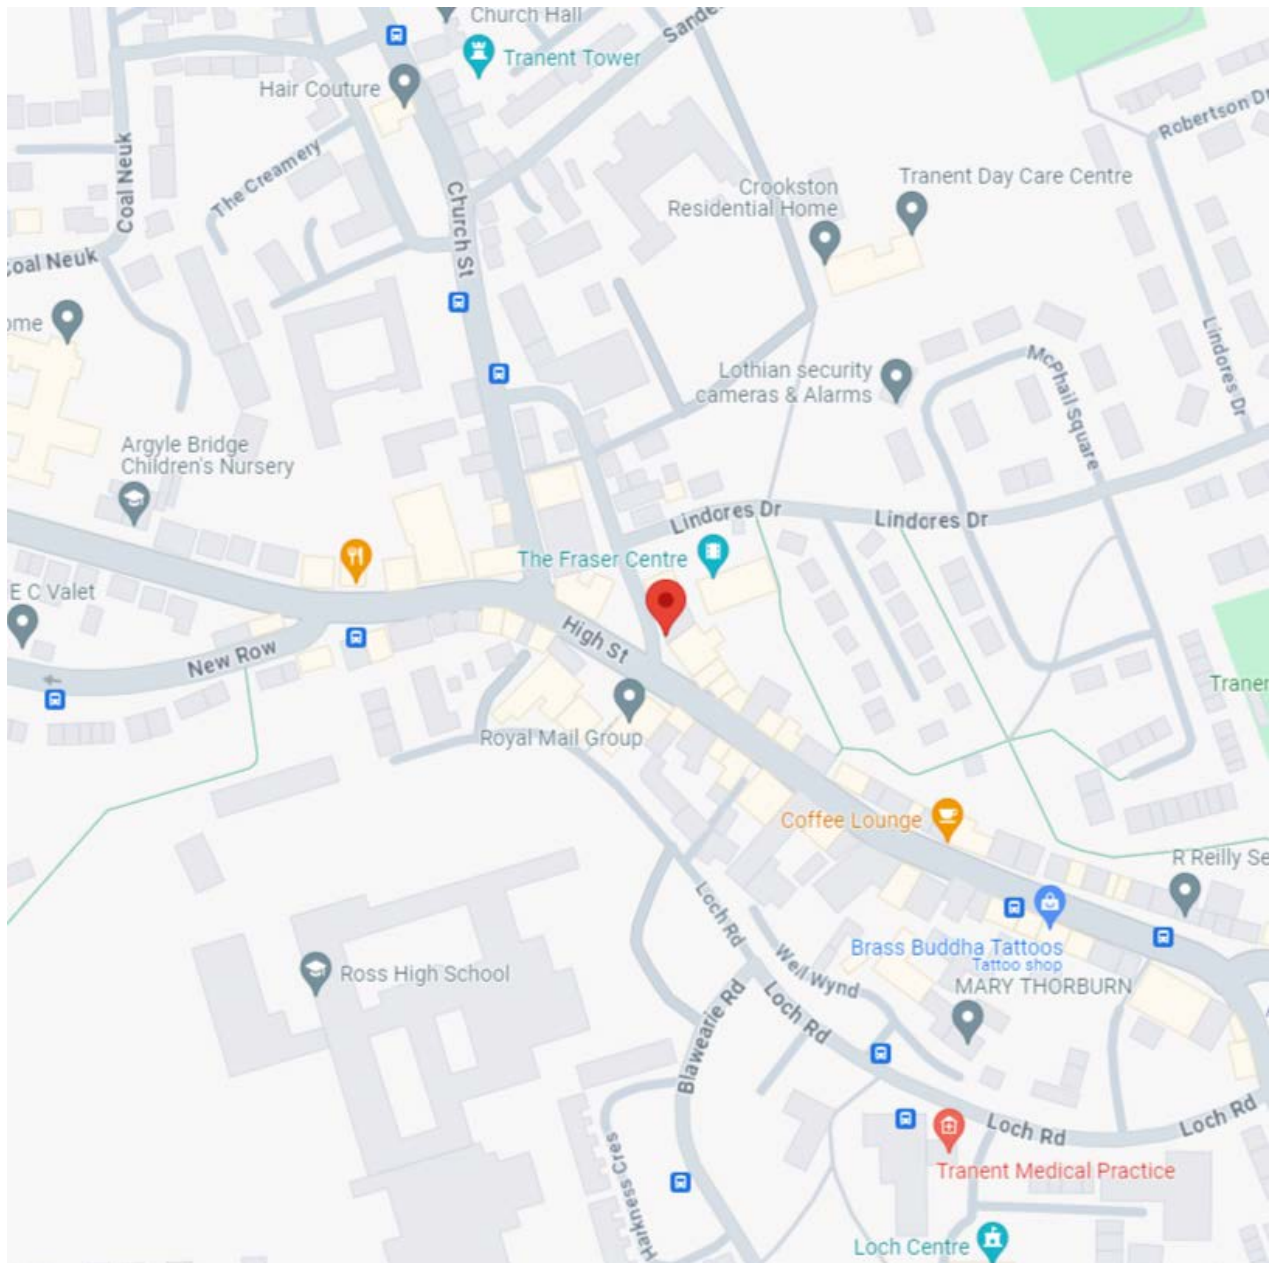 Church Hall
Sande
Tranent Tower
Hair Couture
Robertson Dr
Coal Neuk
The Creamery
Tranent Day Care Centre
Crookston
Residential Home
Church St
oal Neuk
ome
Lindores Dr
McPhail Square
Lothian security
cameras & Alarms
Argyle Bridge
Children's Nursery
Lindores Dr
Lindores Dr
The Fraser Centre
E C Valet
High St
New Row
Traner
Royal Mail Group
Coffee Lounge
R Reilly Se
Loch Rd
Brass Buddha Tattoos
Tattoo shop
Well Wynd
Ross High School
MARY THORBURN
Blawearie Rd
Loch Rd
Loch Rd
Loch Rd
Harkness Cres
Tranent Medical Practice
Loch Centre